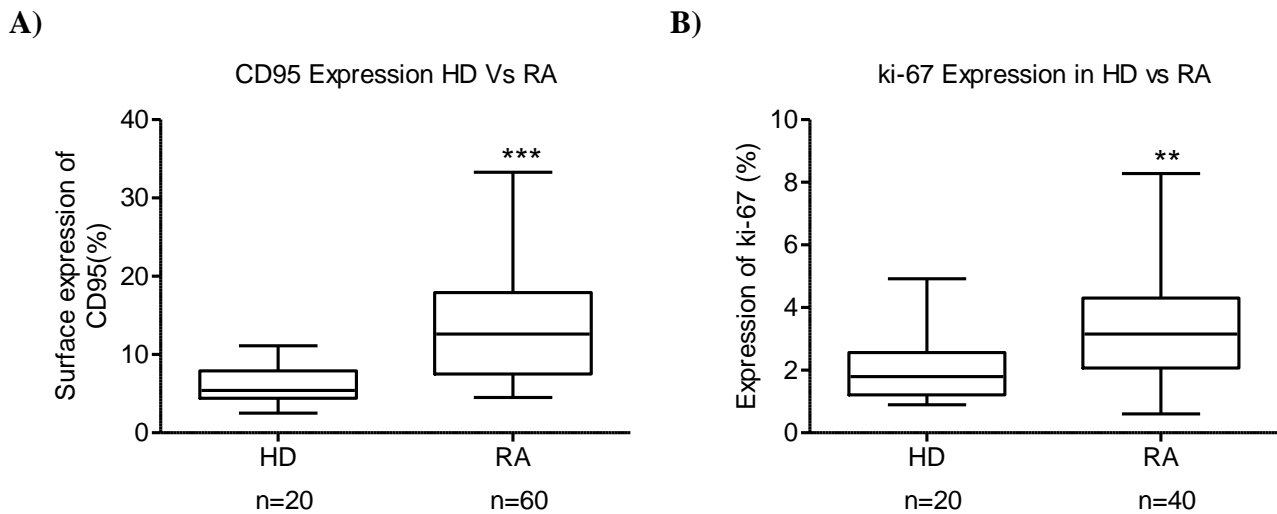 A)
CD95 Expression HD Vs RA
Surface expression of
CD95(%)
40
30
20
10
0
***
HD
RA
n=20
n=60
B)
ki-67 Expression in HD vs RA
Expression of ki-67 (%)
10
8
6
4
2
0
**
HD
RA
n=20
n=40